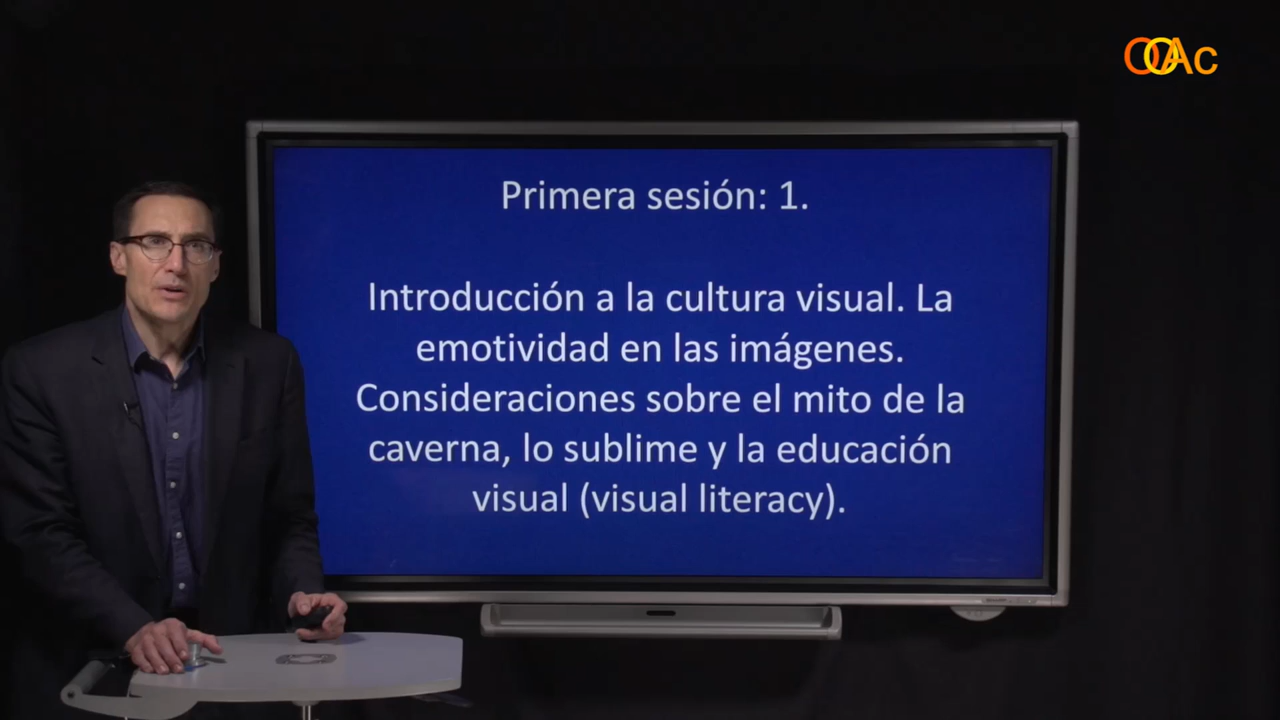 OOAc
Primera sesión: 1.
Introducción a la cultura visual. La
emotividad en las imágenes.
Consideraciones sobre el mito de la
caverna, lo sublime y la educación
visual (visual literacy).